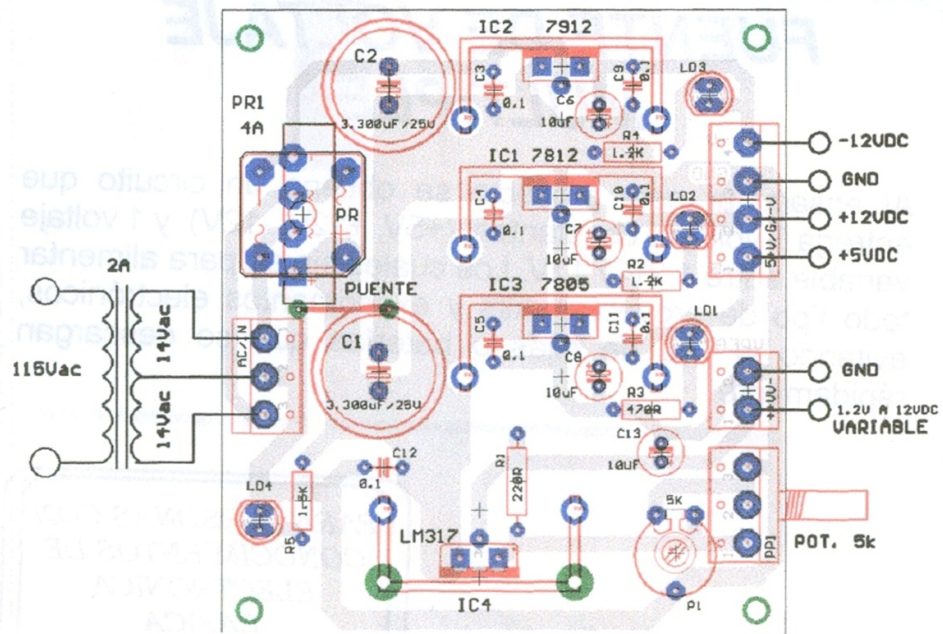 IC2 7912
C2
C3
0.1
C6
10uF
C9
0.1
LD3
3.300uF/25V
R4
1.2K
PR1
4A
PR
PUENTE
-12VDC
GND
+12VDC
+5VDC
IC1 7812
C4
0.1
C7
10uF
C10
0.1
LD2
R2
1.2K
IC3 7805
C5
0.1
C8
10uF
C11
0.1
LD1
R3
470R
2A
115Vac
14Vac
14Vac
AC/IN
C1
3.300uF/25V
GND
1.2V A 12VDC
VARIABLE
C13
10uF
C12
0.1
R1
220R
LD4
R5
1.5K
LM317
IC4
5K
P1
PP1
POT. 5k